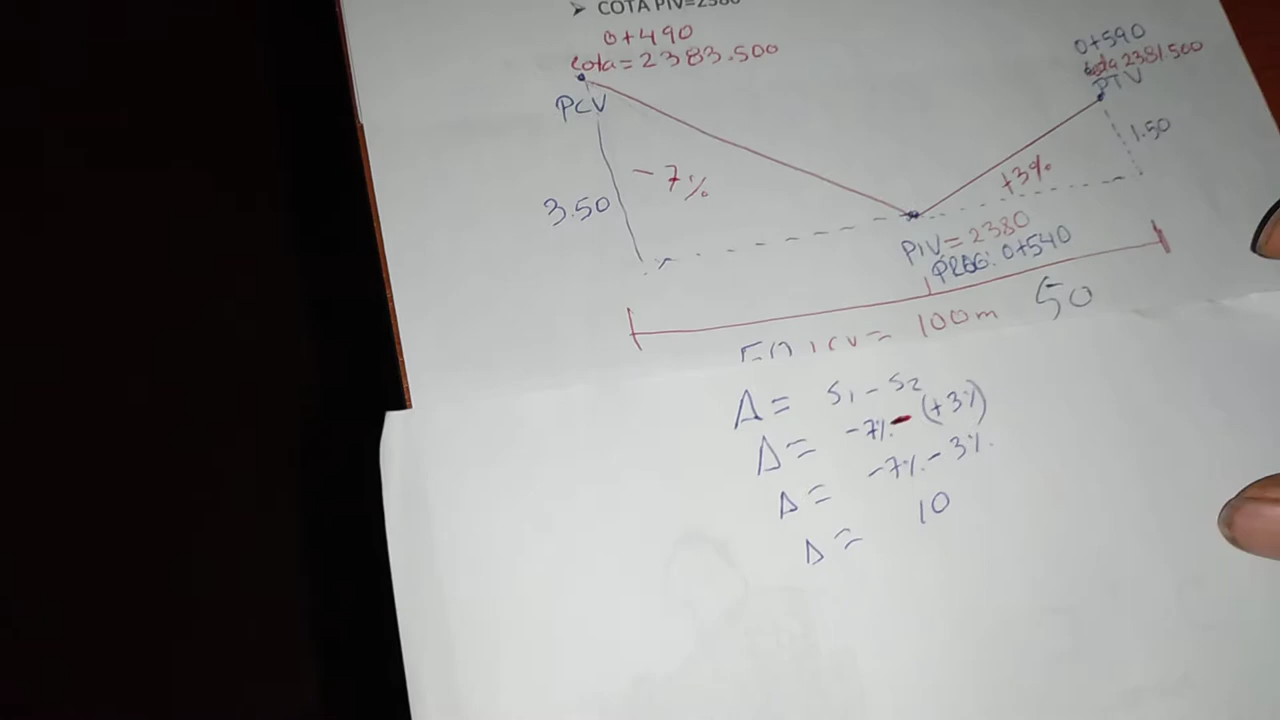 ➤ COTA PIV=2380
0+490
Cota=2383.500
PCV
-7%
3.50
0+590
Cota 2381.500
PTV
1.50
+3%
PIV=2380
PROG: 0+540
= 100m 50
A= S1-S2
A= -7%-(+3%)
A= -7%-3%.
A= 10